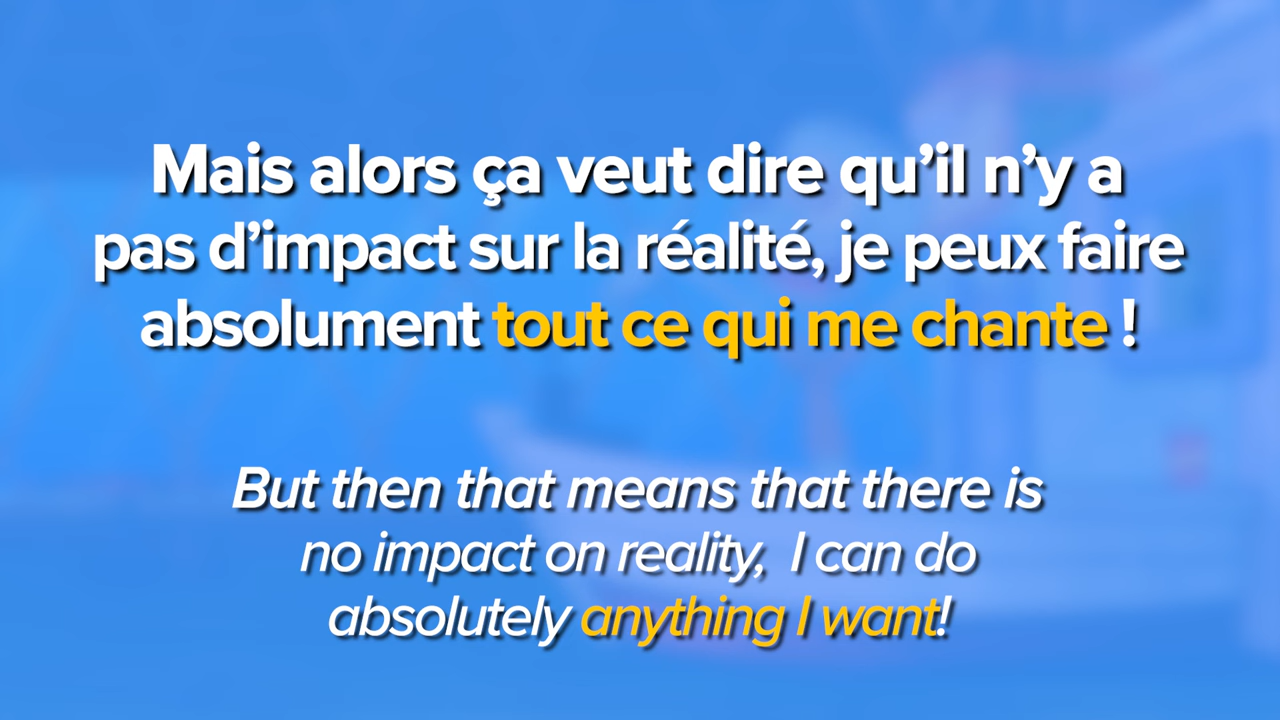 Mais alors ça veut dire qu’il n’y a
pas d’impact sur la réalité, je peux faire
absolument tout ce qui me chante !
But then that means that there is
no impact on reality,  I can do
absolutely anything I want!